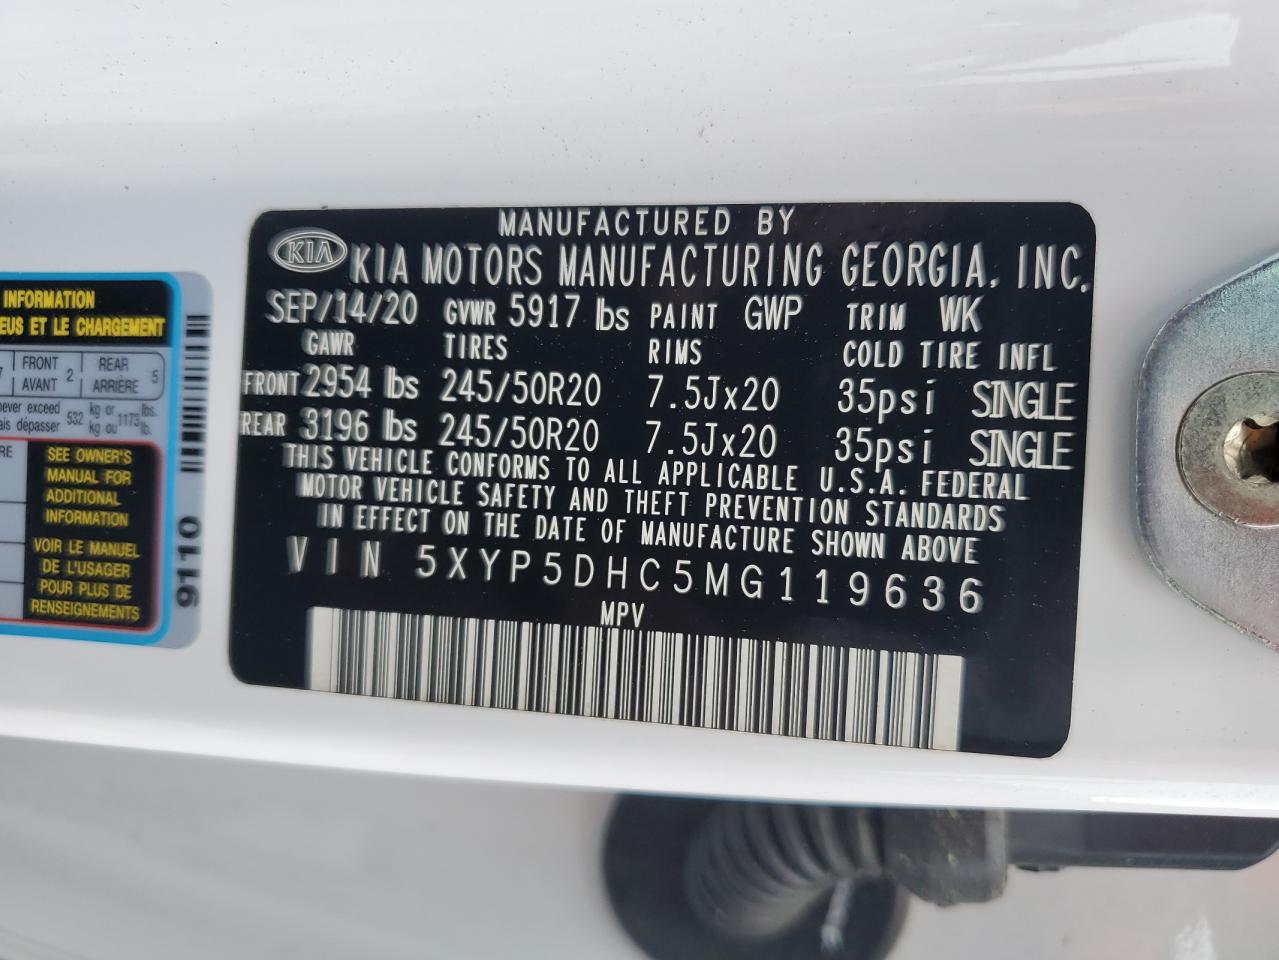 INFORMATION
EUS ET LE CHARGEMENT
FRONT AVANT 2 REAR ARRIÈRE 5
never exceed 532 kg or 1173 lbs.
ais dépasser kg ou lb.
SEE OWNER'S
MANUAL FOR
ADDITIONAL
INFORMATION
VOIR LE MANUEL
DE L'USAGER
POUR PLUS DE
RENSEIGNEMENTS
9110
MANUFACTURED BY
KIA KIA MOTORS MANUFACTURING GEORGIA, INC.
SEP/14/20 GVWR 5917 lbs PAINT GWP TRIM WK
GAWR TIRES RIMS COLD TIRE INFL
FRONT 2954 lbs 245/50R20 7.5Jx20 35psi SINGLE
REAR 3196 lbs 245/50R20 7.5Jx20 35psi SINGLE
THIS VEHICLE CONFORMS TO ALL APPLICABLE U.S.A. FEDERAL
MOTOR VEHICLE SAFETY AND THEFT PREVENTION STANDARDS
IN EFFECT ON THE DATE OF MANUFACTURE SHOWN ABOVE
VIN 5XYP5DHC5MG119636
MPV